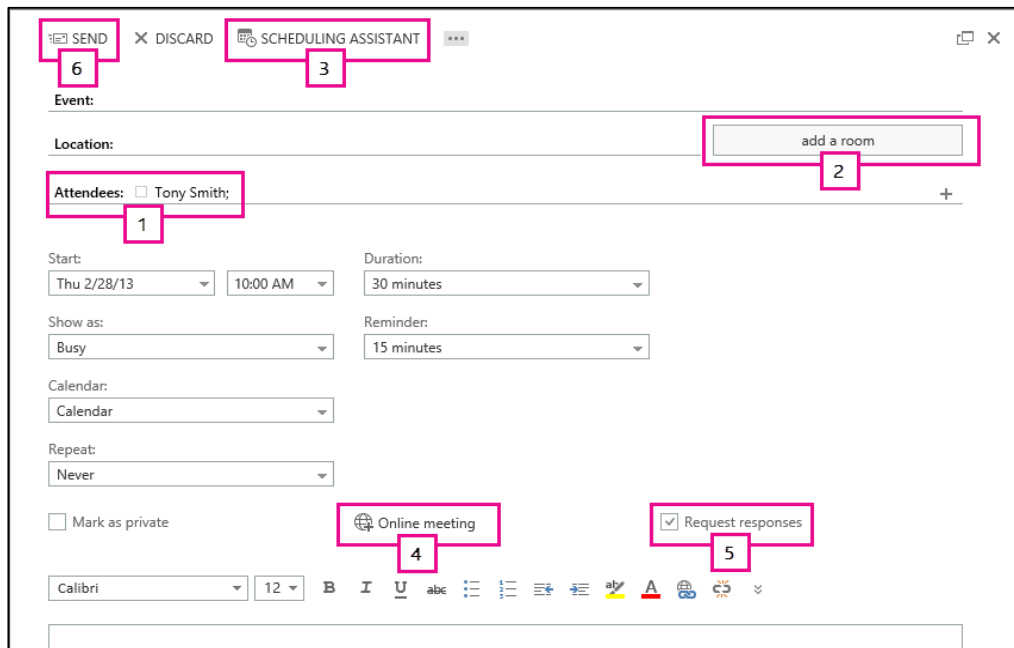 SEND DISCARD SCHEDULING ASSISTANT
6 3
Event:
Location: add a room
2
Attendees: Tony Smith;
1
Start: Duration:
Thu 2/28/13 10:00 AM 30 minutes
Show as: Reminder:
Busy 15 minutes
Calendar:
Calendar
Repeat:
Never
Mark as private Online meeting Request responses
4 5
Calibri 12 B I U abc aby A